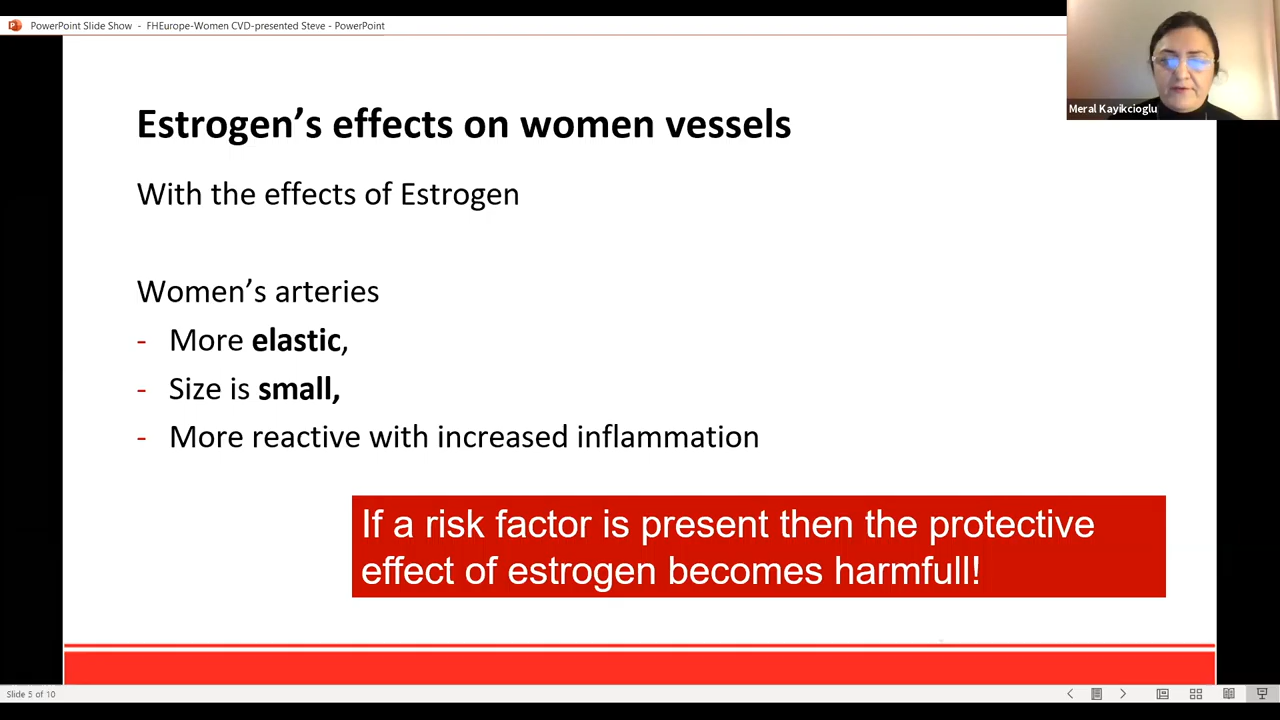 PowerPoint Slide Show - FHEurope-Women CVD-presented Steve - PowerPoint
Meral Kayikcioglu
Estrogen’s effects on women vessels
With the effects of Estrogen
Women’s arteries
- More elastic,
- Size is small,
- More reactive with increased inflammation
If a risk factor is present then the protective
effect of estrogen becomes harmfull!
Slide 5 of 10